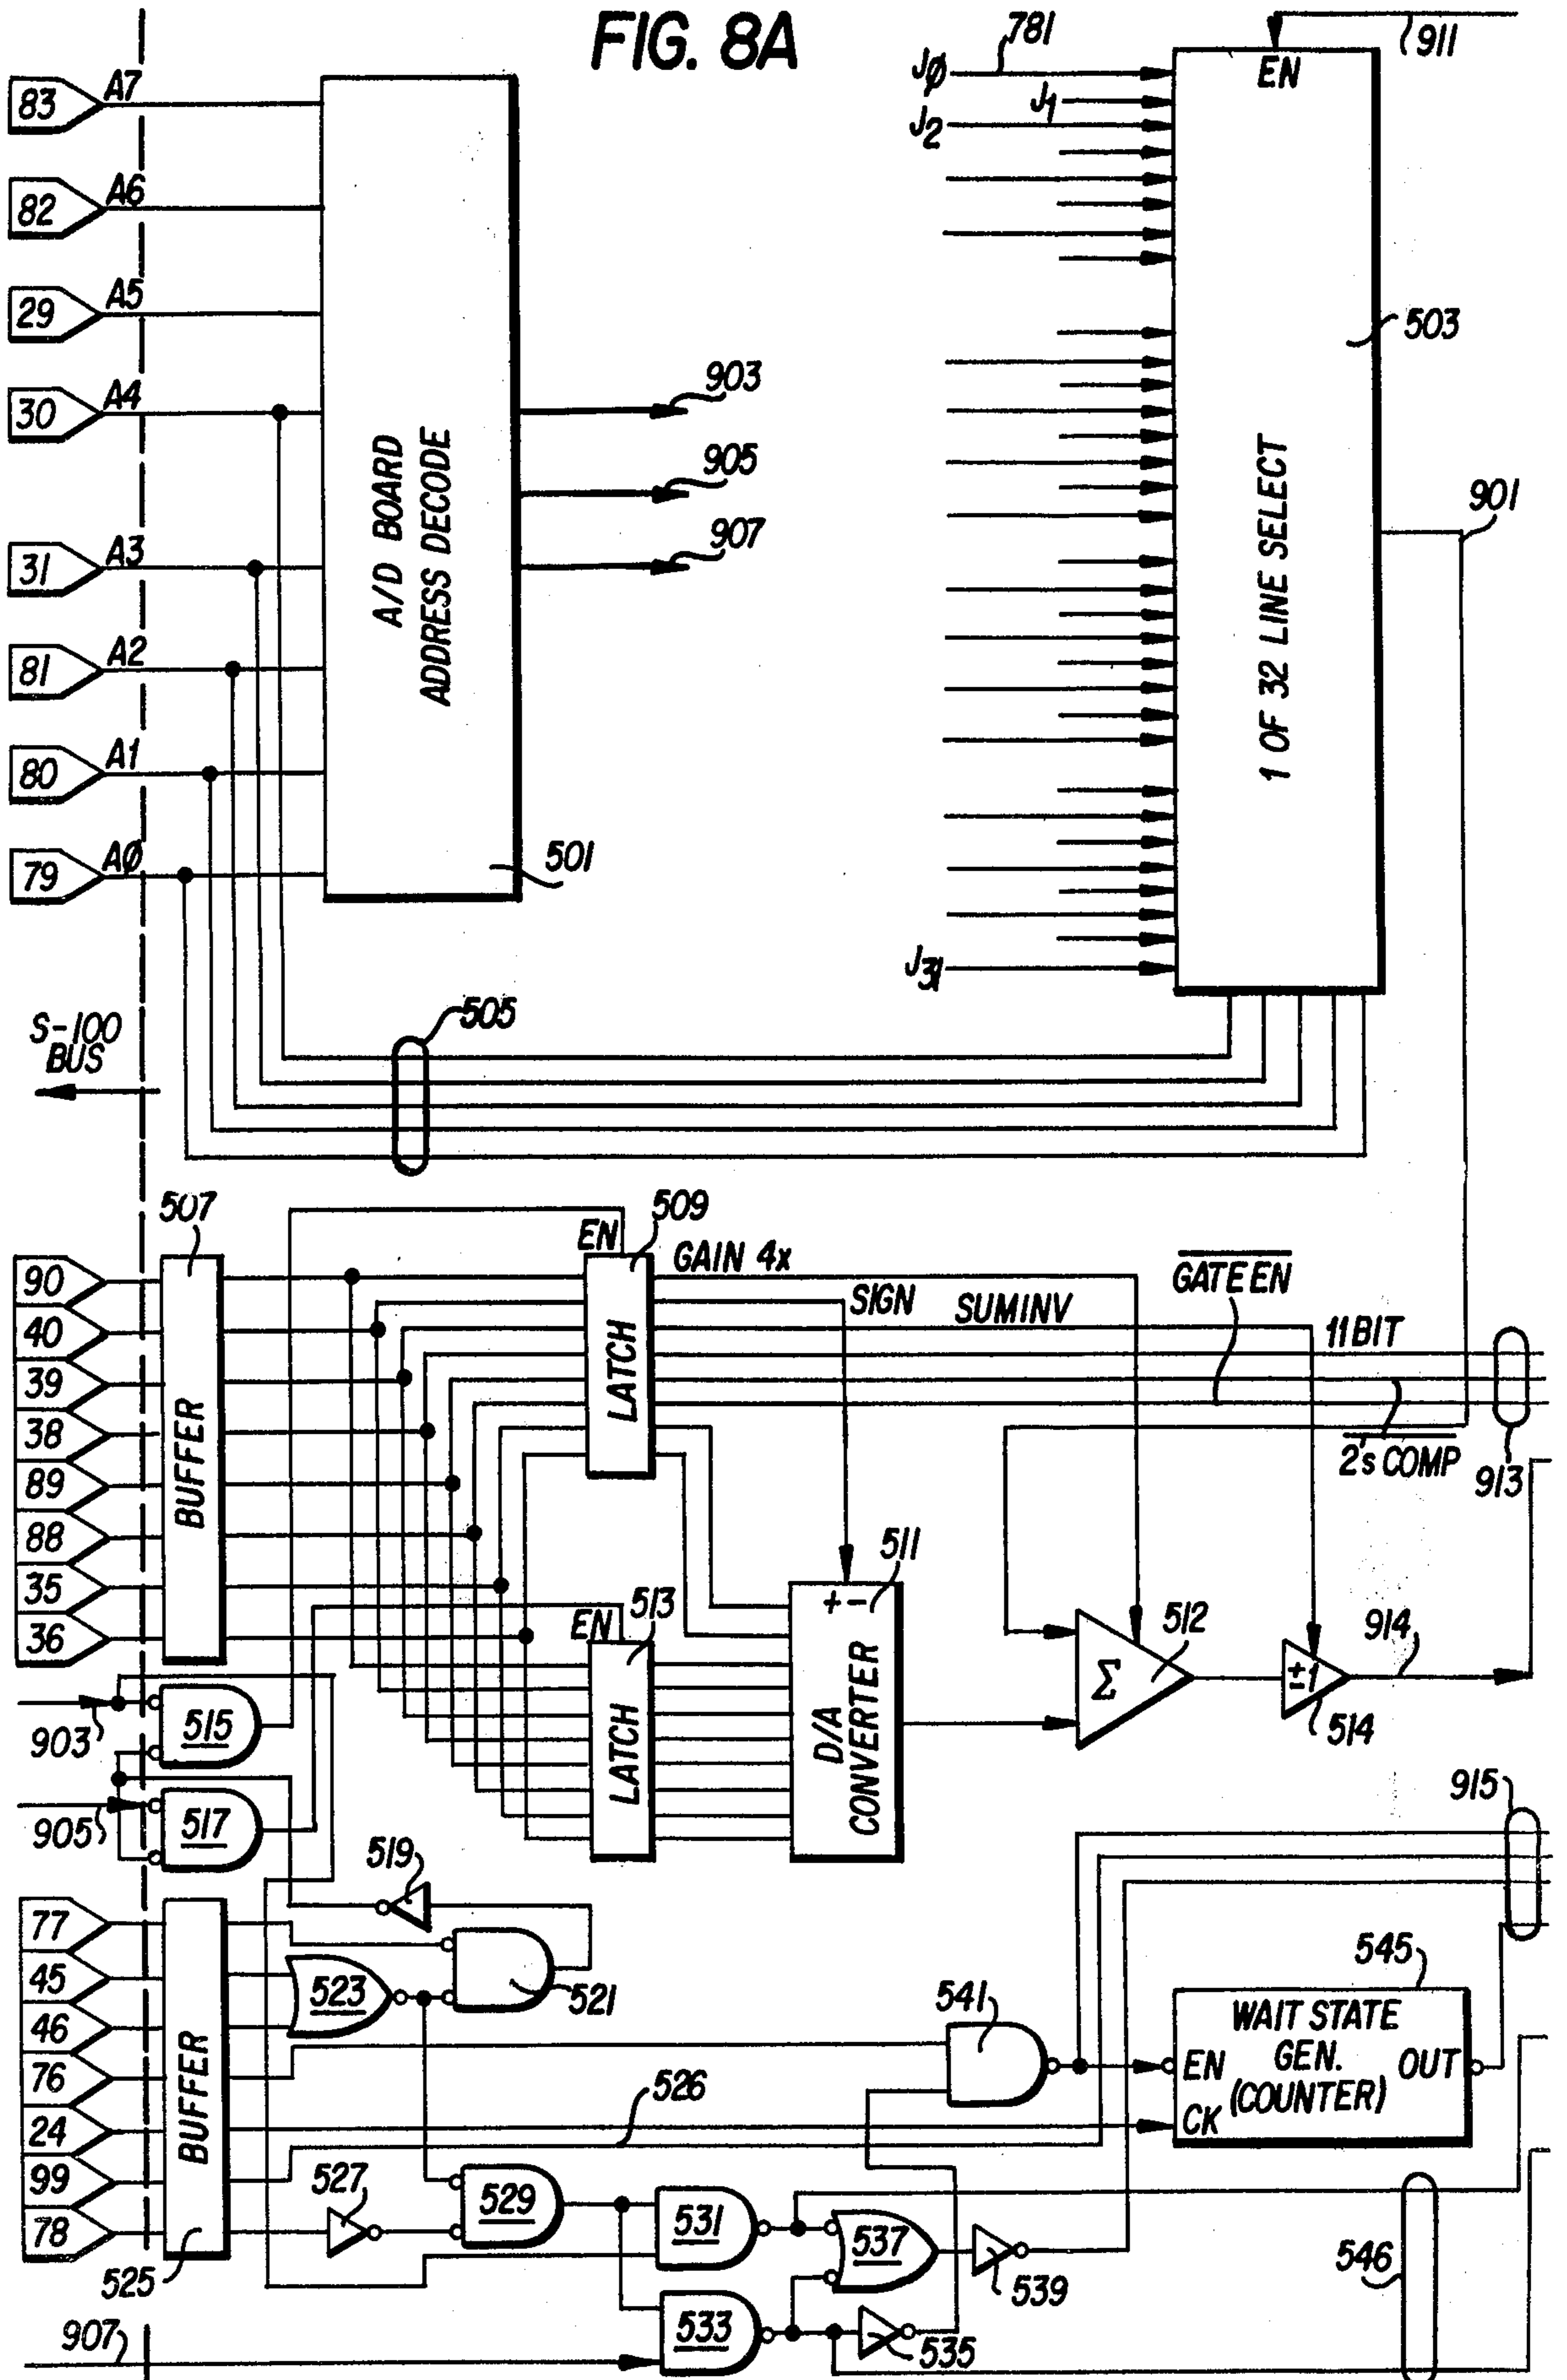 FIG. 8A
83 A7
82 A6
29 A5
30 A4
31 A3
81 A2
80 A1
79 AØ
A/D BOARD
ADDRESS DECODE
501
903
905
907
JØ
781
J1
J2
J31
EN
911
1 OF 32 LINE SELECT
503
901
S-100
BUS
505
507
90
40
39
38
89
88
35
36
BUFFER
EN
509
LATCH
GAIN 4x
SIGN
SUMINV
GATE EN
11 BIT
2's COMP
913
EN
513
LATCH
+ -
511
D/A
CONVERTER
Σ
512
±1
514
914
903
515
905
517
519
77
45
46
76
24
99
78
BUFFER
525
523
521
526
527
529
531
533
535
537
539
541
545
WAIT STATE
GEN.
(COUNTER)
EN
CK
OUT
915
546
907